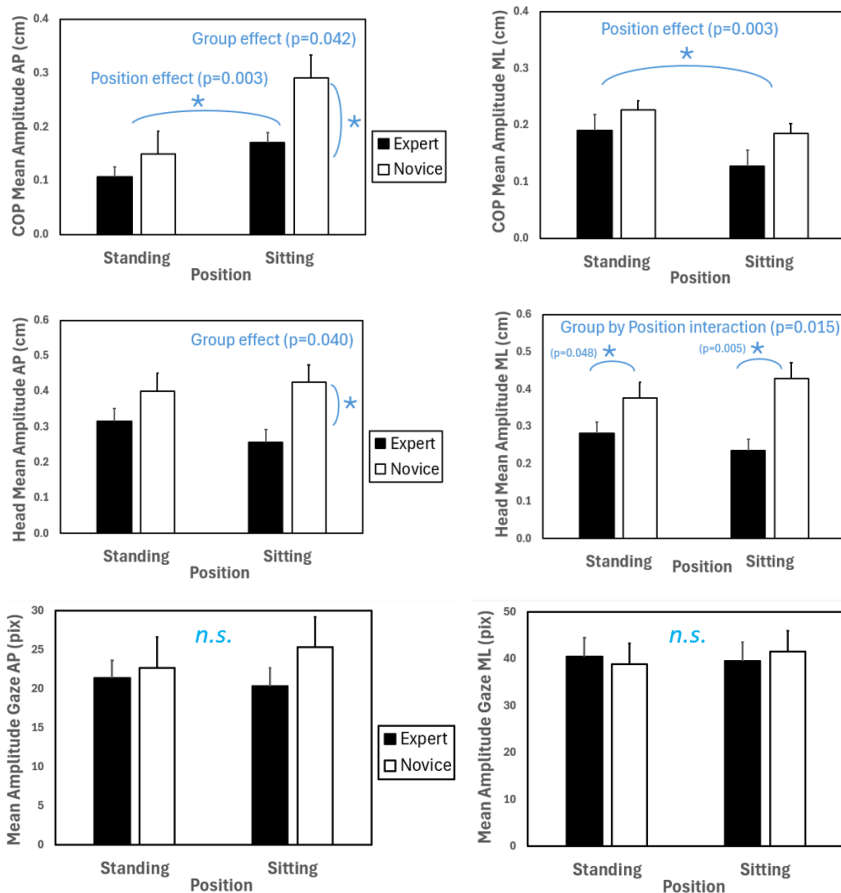 COP Mean Amplitude AP (cm)
0.4
0.3
0.2
0.1
0.0
Group effect (p=0.042)
Position effect (p=0.003)
*
*
Standing
Sitting
Position
Expert
Novice
COP Mean Amplitude ML (cm)
0.4
0.3
0.2
0.1
0.0
Position effect (p=0.003)
*
Standing
Sitting
Position
Head Mean Amplitude AP (cm)
0.6
0.5
0.4
0.3
0.2
0.1
0.0
Group effect (p=0.040)
*
Standing
Sitting
Position
Expert
Novice
Head Mean Amplitude ML (cm)
0.6
0.5
0.4
0.3
0.2
0.1
0.0
Group by Position interaction (p=0.015)
(p=0.048) *
(p=0.005) *
Standing
Sitting
Position
Mean Amplitude Gaze AP (pix)
30
25
20
15
10
5
0
n.s.
Standing
Sitting
Position
Expert
Novice
Mean Amplitude Gaze ML (pix)
50
40
30
20
10
0
n.s.
Standing
Sitting
Position